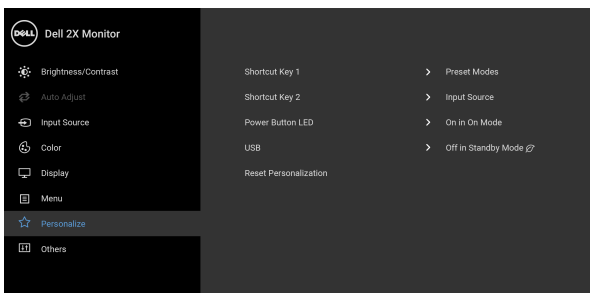 DELL Dell 2X Monitor
Brightness/Contrast
Auto Adjust
Input Source
Color
Display
Menu
Personalize
Others
Shortcut Key 1 > Preset Modes
Shortcut Key 2 > Input Source
Power Button LED > On in On Mode
USB > Off in Standby Mode
Reset Personalization